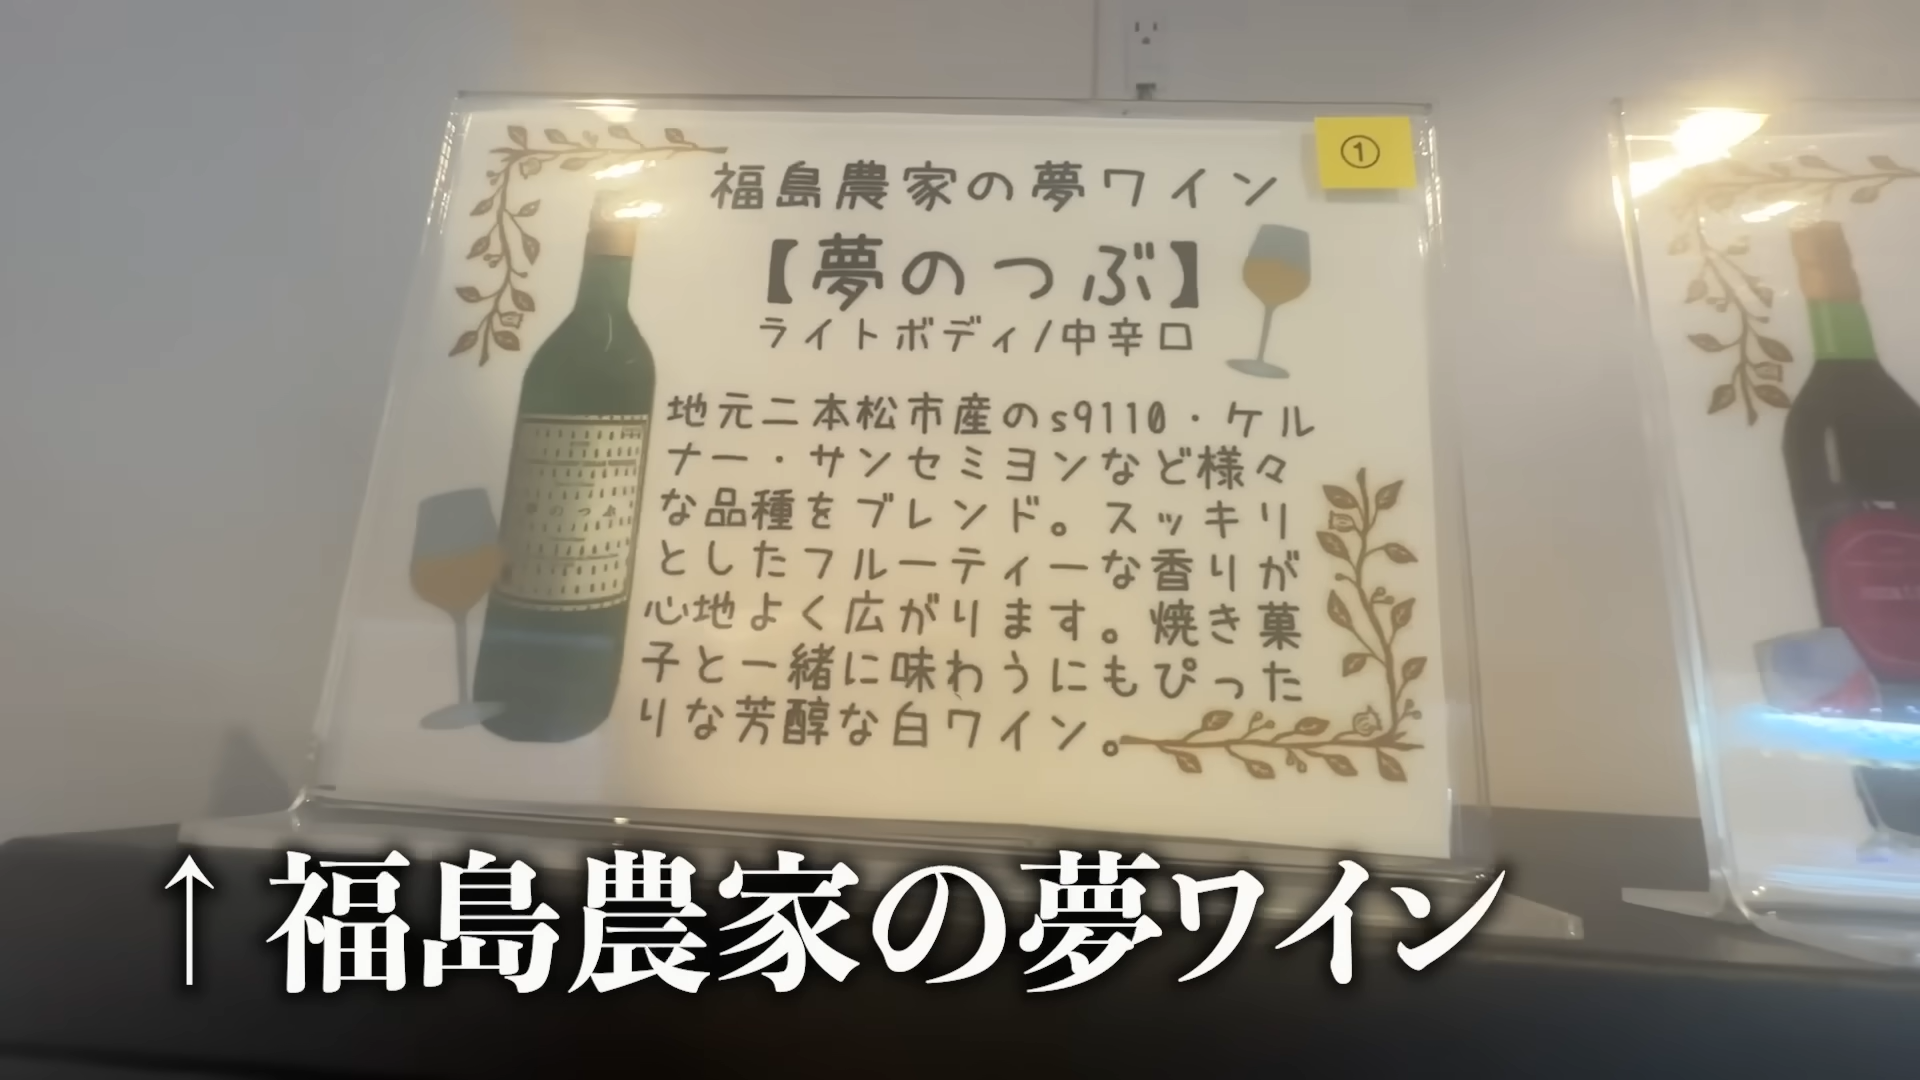 福島農家の夢ワイン
①
【夢のつぶ】
ライトボディ/中辛口
地元二本松市産のs9110・ケル
ナー・サンセミヨンなど様々
な品種をブレンド。スッキリ
としたフルーティーな香りが
心地よく広がります。焼き菓
子と一緒に味わうにもぴった
りな芳醇な白ワイン。
夢のつぶ
↑福島農家の夢ワイン